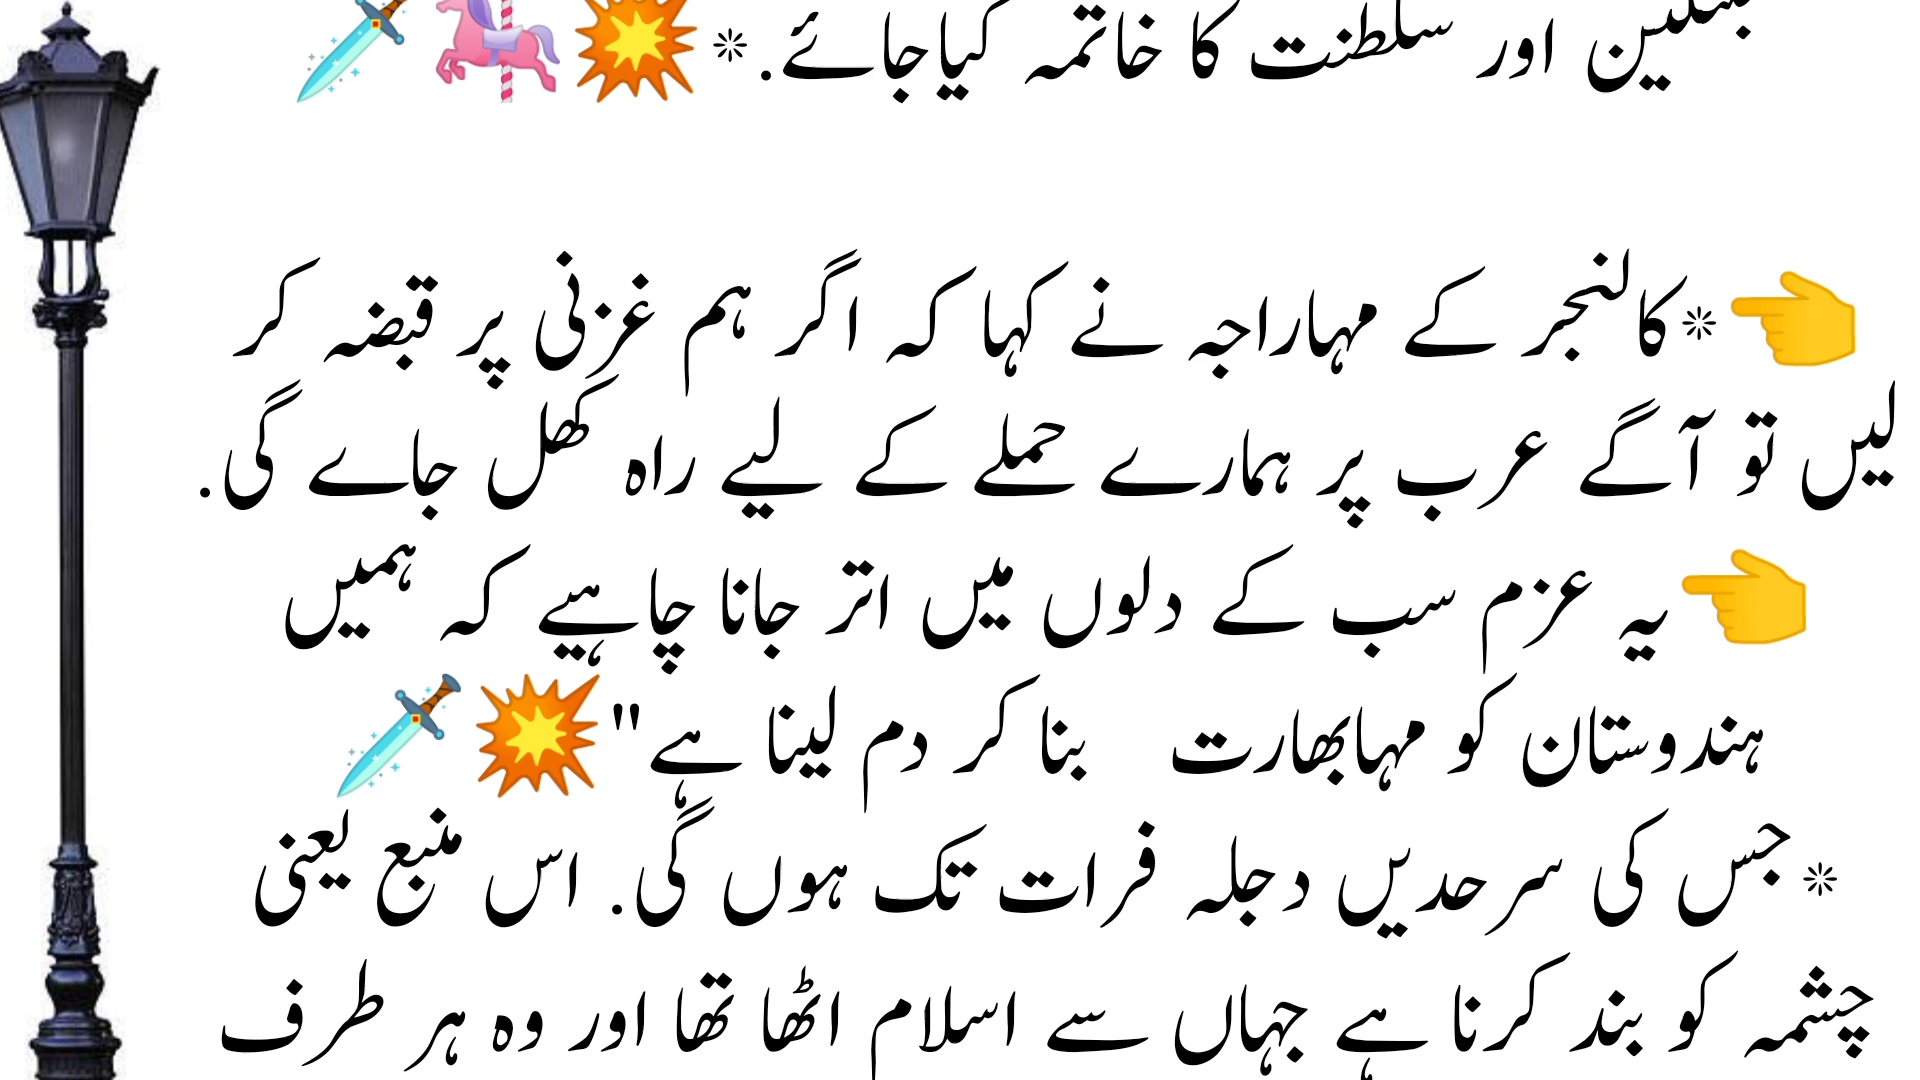 اور سلطنت کا خاتمہ کیاجائے.*💥🎠🗡
👈*کالنجر کے مہاراجہ نے کہا کہ اگر ہم غزنی پر قبضہ کر
لیں تو آگے عرب پر ہمارے حملے کے لیے راہ کھل جاے گی.
👈یہ عزم سب کے دلوں میں اتر جانا چاہیے کہ ہمیں
ہندوستان کو مہابھارت بنا کر دم لینا ہے"💥🗡
*جس کی سرحدیں دجلہ فرات تک ہوں گی. اس منبع یعنی
چشمہ کو بند کرنا ہے جہاں سے اسلام اٹھا تھا اور وہ ہر طرف